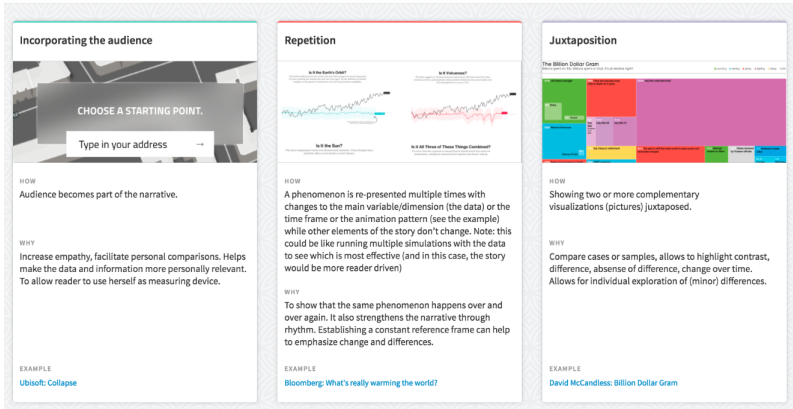 Incorporating the audience
CHOOSE A STARTING POINT.
Type in your address →
HOW
Audience becomes part of the narrative.
WHY
Increase empathy, facilitate personal comparisons. Helps
make the data and information more personally relevant.
To allow reader to use herself as measuring device.
EXAMPLE
Ubisoft: Collapse
Repetition
Is It the Earth's Orbit?
Is It Volcanoes?
Is It the Sun?
Is It All Three of These Things Combined?
HOW
A phenomenon is re-presented multiple times with
changes to the main variable/dimension (the data) or the
time frame or the animation pattern (see the example)
while other elements of the story don't change. Note: this
could be like running multiple simulations with the data
to see which is most effective (and in this case, the story
would be more reader driven)
WHY
To show that the same phenomenon happens over and
over again. It also strengthens the narrative through
rhythm. Establishing a constant reference frame can help
to emphasize change and differences.
EXAMPLE
Bloomberg: What's really warming the world?
Juxtaposition
The Billion Dollar Gram
HOW
Showing two or more complementary
visualizations (pictures) juxtaposed.
WHY
Compare cases or samples, allows to highlight contrast,
difference, absense of difference, change over time.
Allows for individual exploration of (minor) differences.
EXAMPLE
David McCandless: Billion Dollar Gram